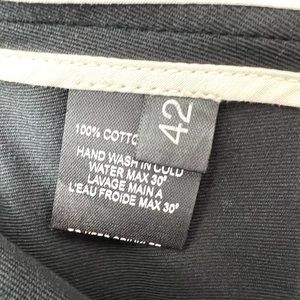 42
100% COTTO
HAND WASH IN COLD
WATER MAX 30°
LAVAGE MAIN A
L'EAU FROIDE MAX 30°